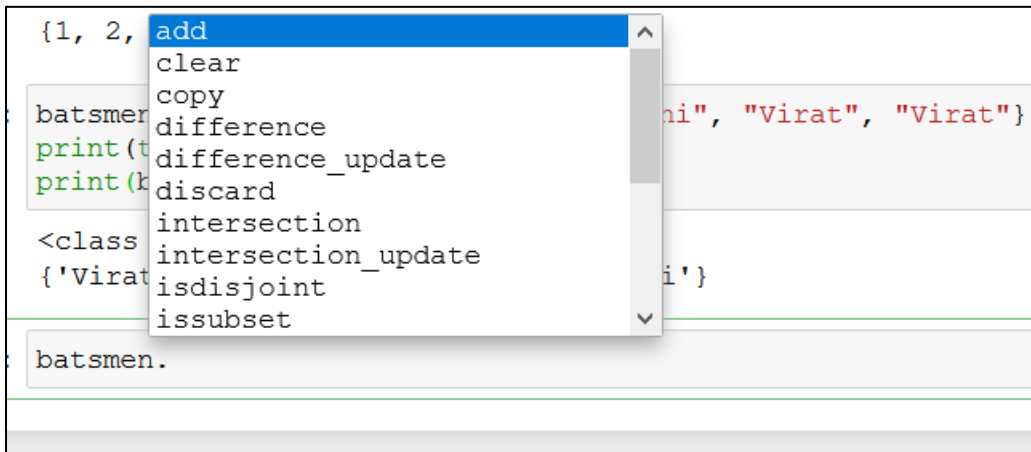 {1, 2,
add
clear
copy
difference
difference_update
discard
intersection
intersection_update
isdisjoint
issubset
: batsmen ni", "Virat", "Virat"}
print(t
print(b
<class
{'Virat i'}
: batsmen.